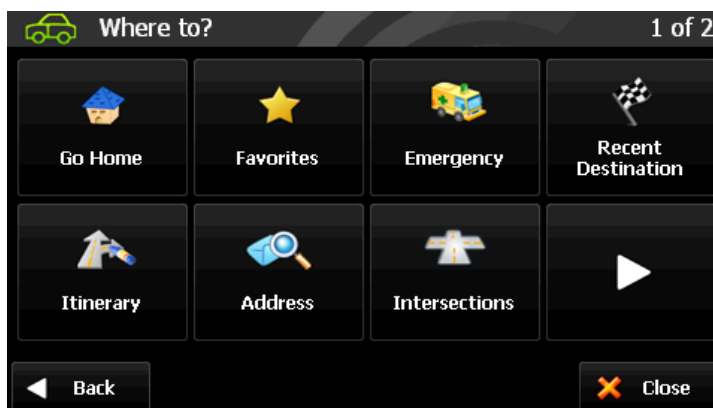 Where to?
1 of 2
Go Home
Favorites
Emergency
Recent
Destination
Itinerary
Address
Intersections
Back
Close